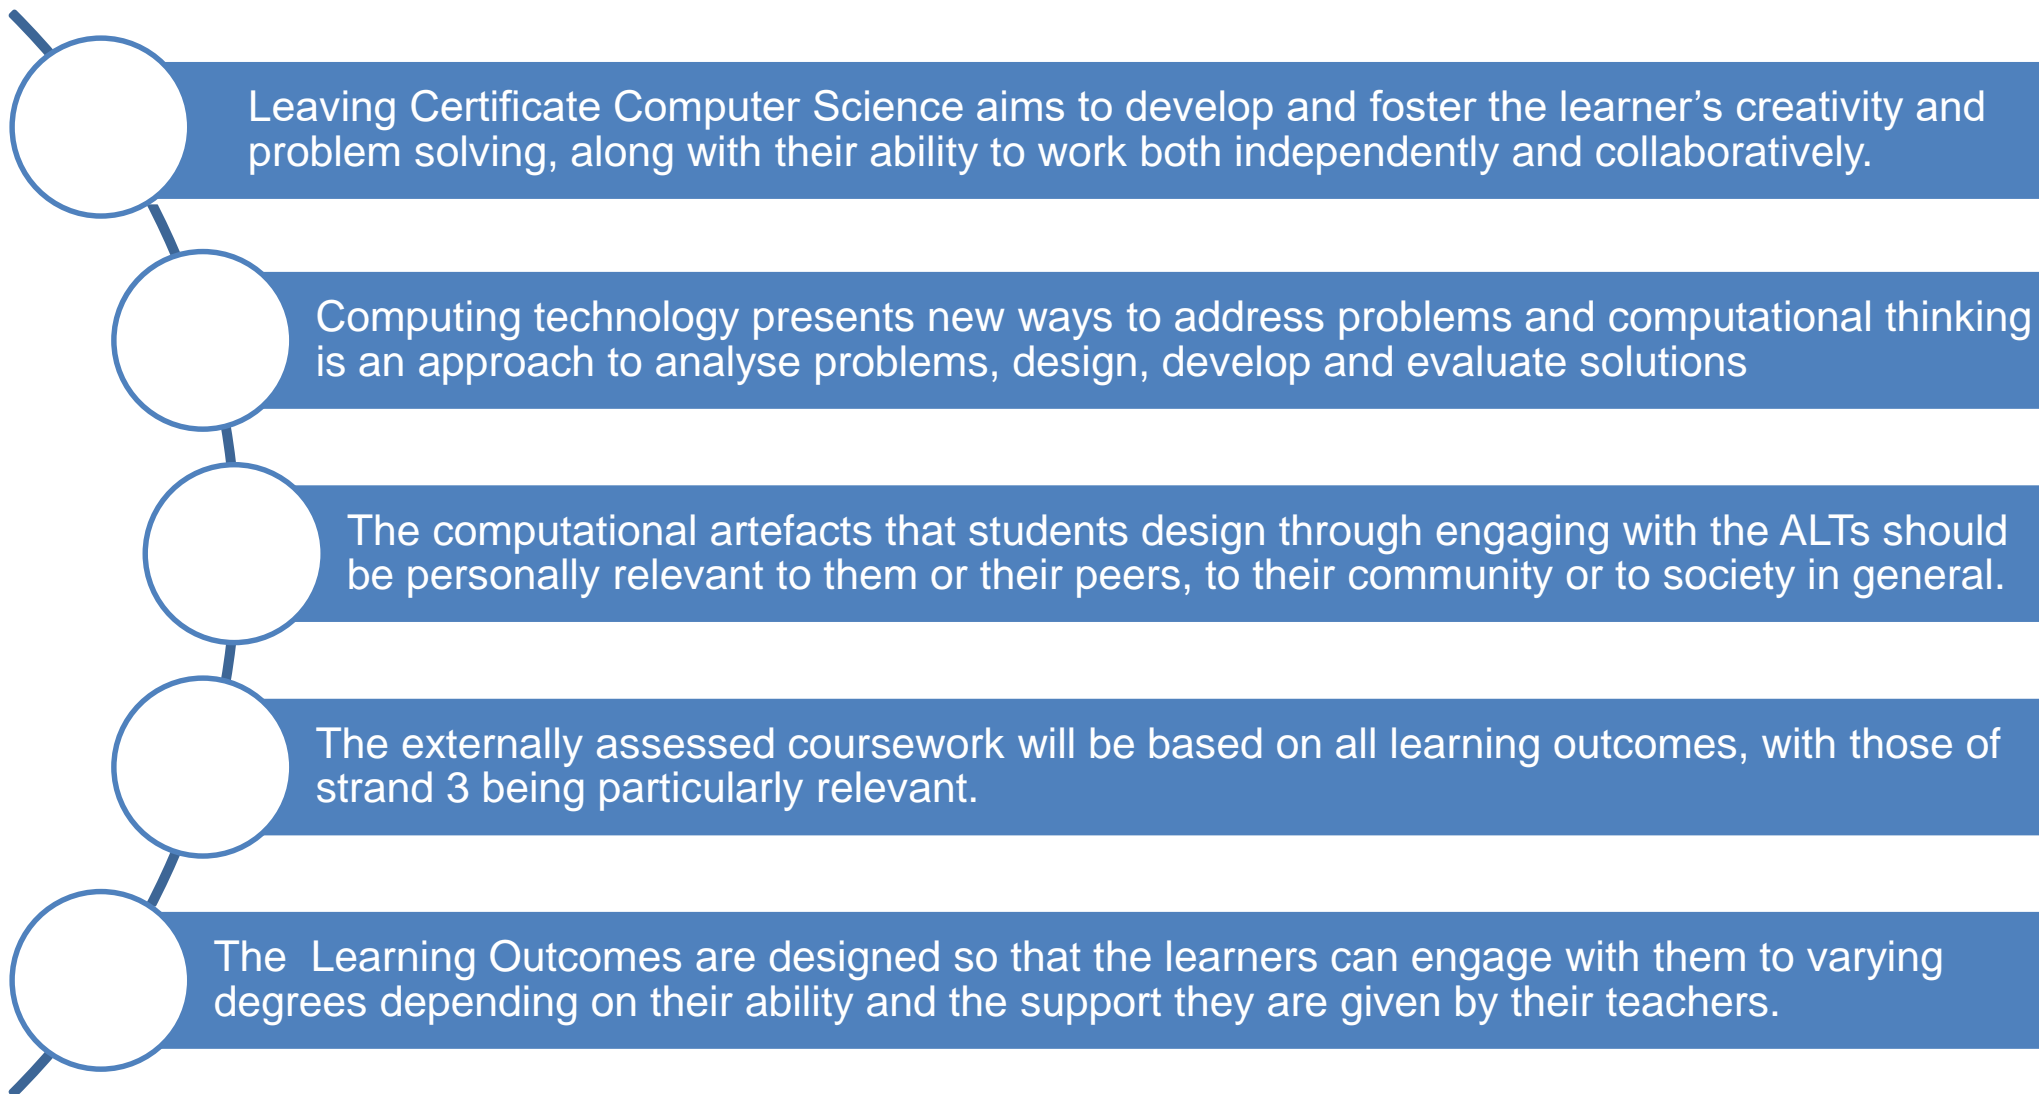 Leaving Certificate Computer Science aims to develop and foster the learner’s creativity and
problem solving, along with their ability to work both independently and collaboratively.
Computing technology presents new ways to address problems and computational thinking
is an approach to analyse problems, design, develop and evaluate solutions
The computational artefacts that students design through engaging with the ALTs should
be personally relevant to them or their peers, to their community or to society in general.
The externally assessed coursework will be based on all learning outcomes, with those of
strand 3 being particularly relevant.
The  Learning Outcomes are designed so that the learners can engage with them to varying
degrees depending on their ability and the support they are given by their teachers.